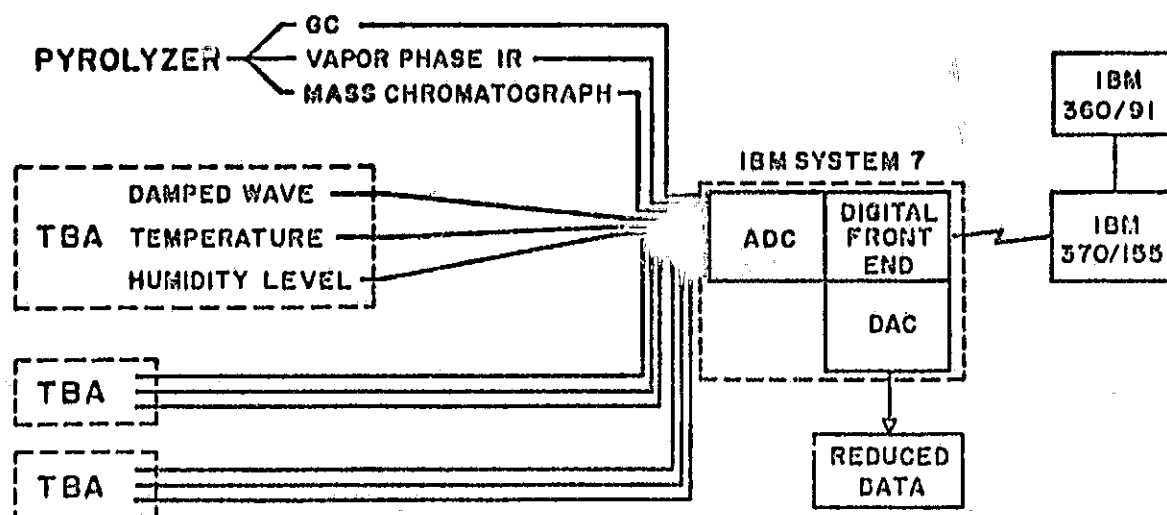 GC
PYROLYZER
VAPOR PHASE IR
MASS CHROMATOGRAPH
IBM
360/91
IBM SYSTEM 7
DAMPED WAVE
TBA
TEMPERATURE
HUMIDITY LEVEL
ADC
DIGITAL
FRONT
END
IBM
370/155
DAC
TBA
REDUCED
DATA
TBA